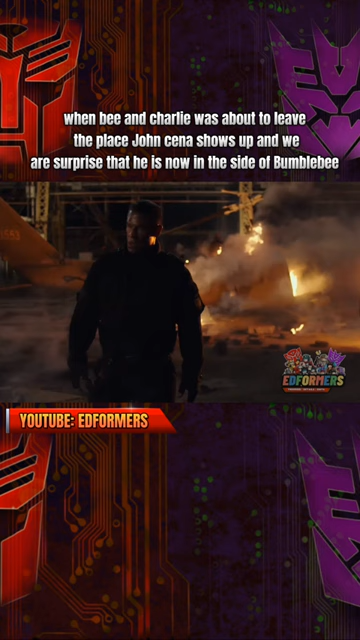 when bee and charlie was about to leave
the place John cena shows up and we
are surprise that he is now in the side of Bumblebee
EDFORMERS
YOUTUBE: EDFORMERS